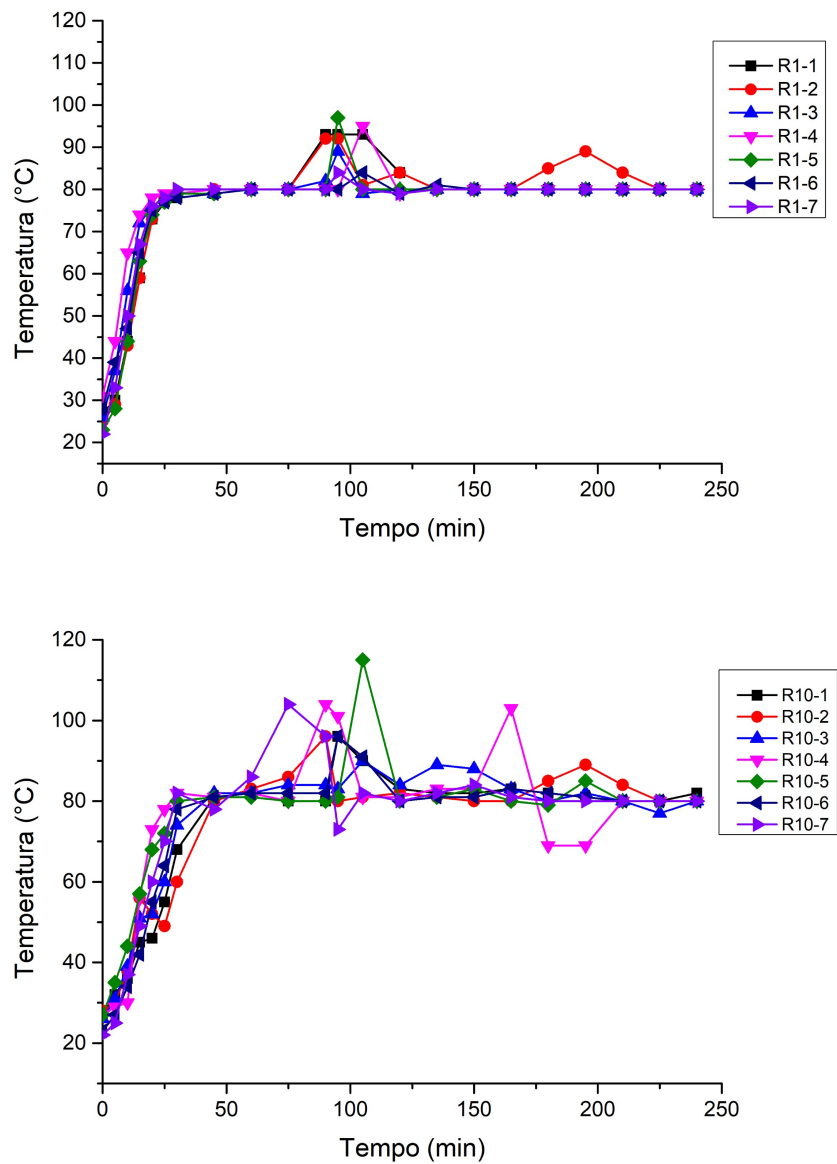 120
110
100
90
80
70
60
50
40
30
20
Temperatura (°C)
0 50 100 150 200 250
Tempo (min)
R1-1
R1-2
R1-3
R1-4
R1-5
R1-6
R1-7
120
100
80
60
40
20
Temperatura (°C)
0 50 100 150 200 250
Tempo (min)
R10-1
R10-2
R10-3
R10-4
R10-5
R10-6
R10-7